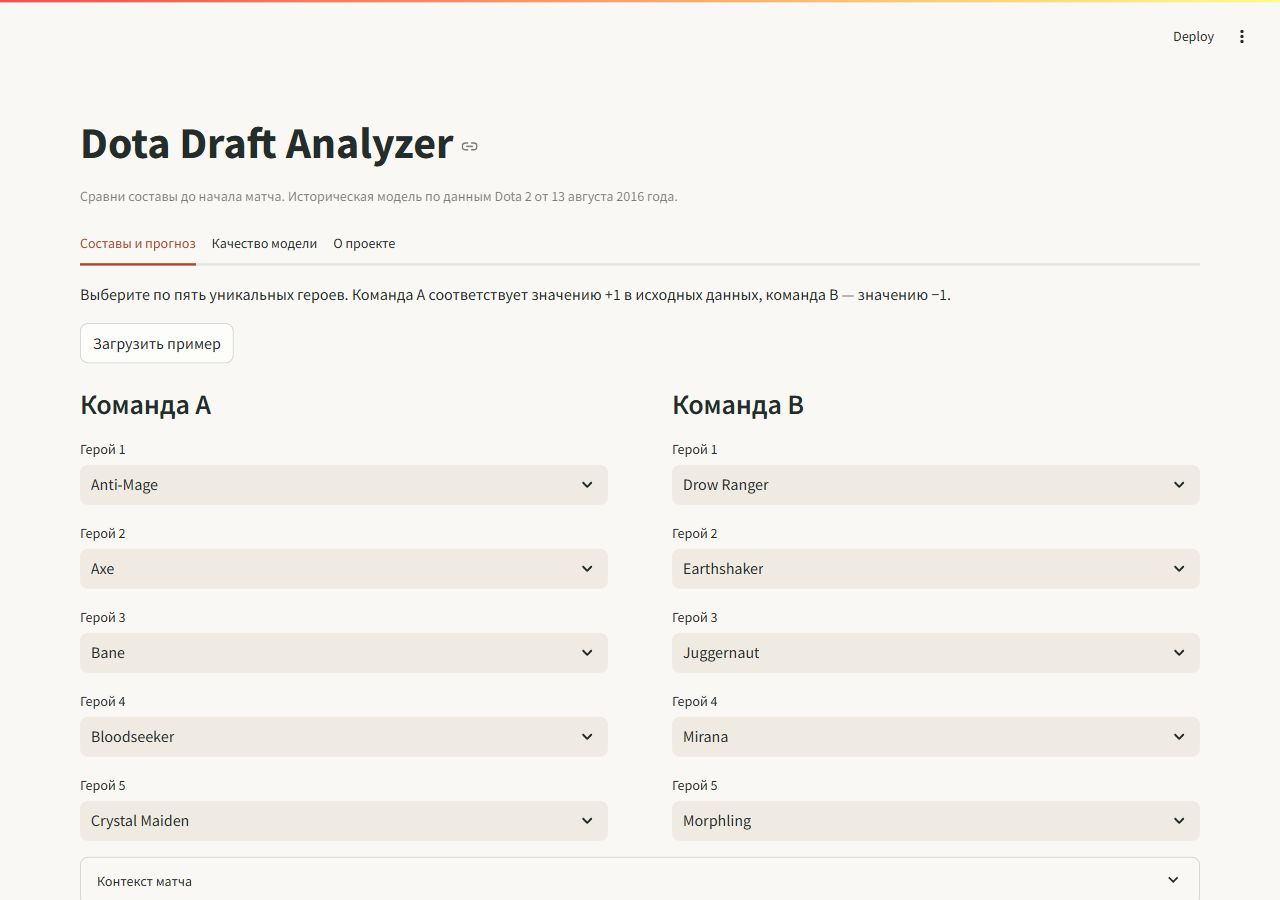 Deploy
Dota Draft Analyzer
Сравни составы до начала матча. Историческая модель по данным Dota 2 от 13 августа 2016 года.
Составы и прогноз
Качество модели
О проекте
Выберите по пять уникальных героев. Команда A соответствует значению +1 в исходных данных, команда B — значению −1.
Загрузить пример
Команда A
Герой 1
Anti-Mage
Герой 2
Axe
Герой 3
Bane
Герой 4
Bloodseeker
Герой 5
Crystal Maiden
Команда B
Герой 1
Drow Ranger
Герой 2
Earthshaker
Герой 3
Juggernaut
Герой 4
Mirana
Герой 5
Morphling
Контекст матча